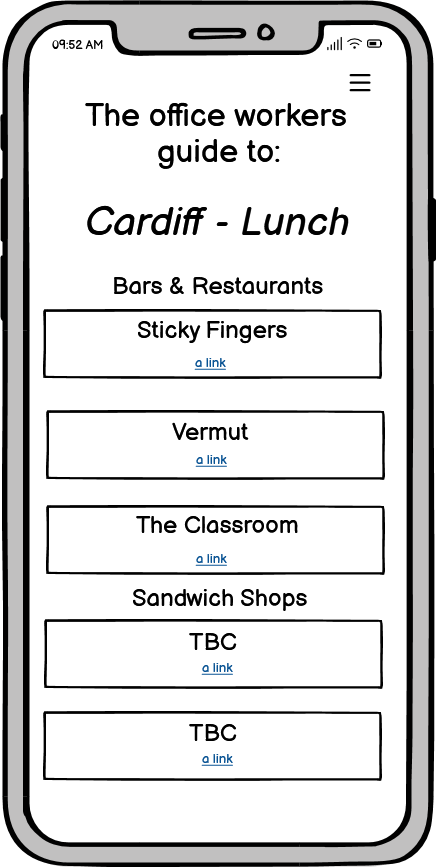 09:52 AM
The office workers
guide to:
Cardiff - Lunch
Bars & Restaurants
Sticky Fingers
a link
Vermut
a link
The Classroom
a link
Sandwich Shops
TBC
a link
TBC
a link